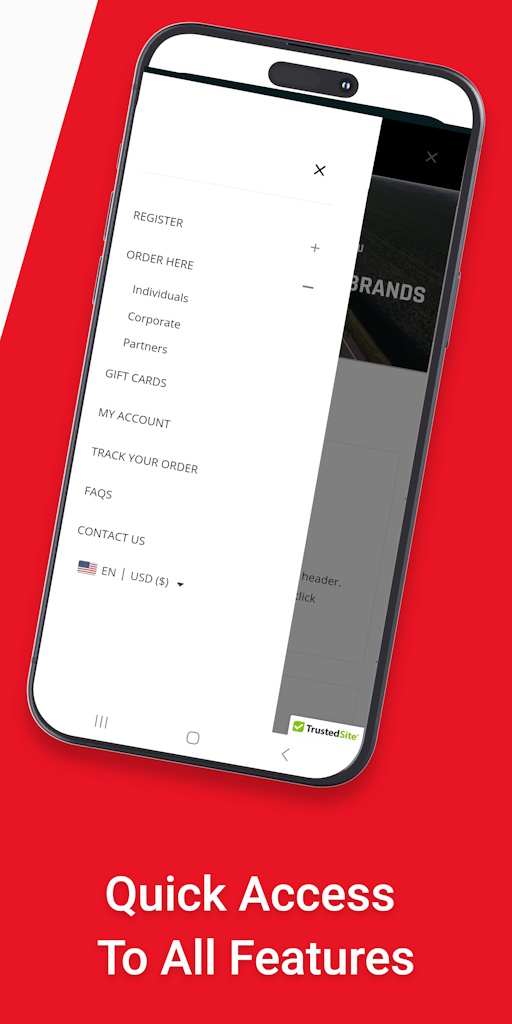 REGISTER
ORDER HERE
Individuals
Corporate
Partners
GIFT CARDS
MY ACCOUNT
TRACK YOUR ORDER
FAQS
CONTACT US
EN | USD ($)
BRANDS
header.
click
TrustedSite
Quick Access
To All Features